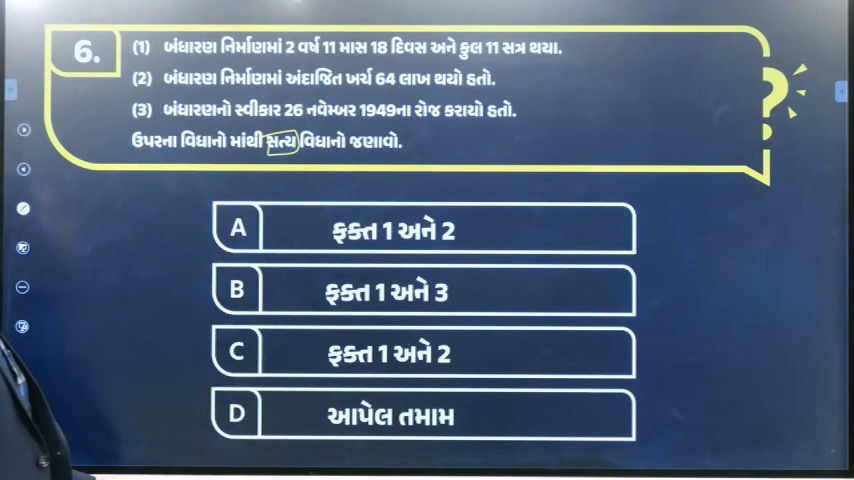 6.
(1) બંધારણ નિર્માણમાં 2 વર્ષ 11 માસ 18 દિવસ અને કુલ 11 સત્ર થયા.
(2) બંધારણ નિર્માણમાં અંદાજિત ખર્ચ 64 લાખ થયો હતો.
(3) બંધારણનો સ્વીકાર 26 નવેમ્બર 1949ના રોજ કરાયો હતો.
ઉપરના વિધાનો માંથી સત્ય વિધાનો જણાવો.
A ફક્ત 1 અને 2
B ફક્ત 1 અને 3
C ફક્ત 1 અને 2
D આપેલ તમામ